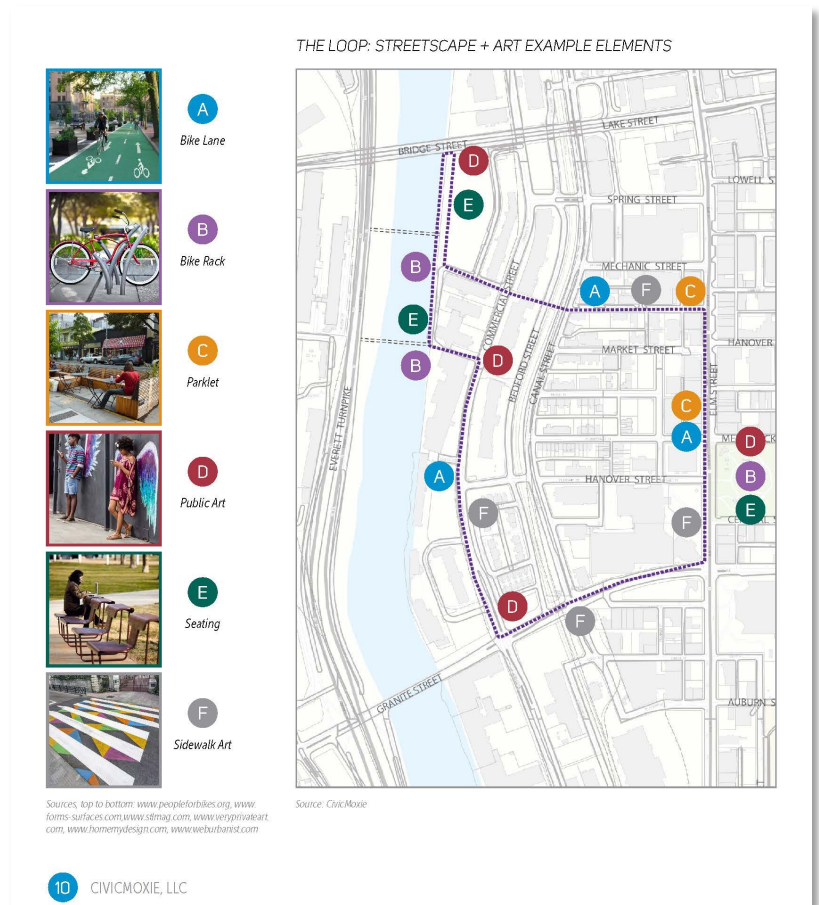 THE LOOP: STREETSCAPE + ART EXAMPLE ELEMENTS
A
Bike Lane
B
Bike Rack
C
Parklet
D
Public Art
E
Seating
F
Sidewalk Art
LAKE STREET
BRIDGE STREET
D
LOWELL S
E
SPRING STREET
B
MECHANIC STREET
A
F
C
E
COMMERCIAL STREET
MARKET STREET
HANOVER
D
B
BEDFORD STREET
CANAL STREET
ELM STREET
C
EVERETT TURNPIKE
A
D
A
HANOVER STREET
B
F
F
E
D
F
GRANITE STREET
AUBURN S
Sources, top to bottom: www.peopleforbikes.org, www.
forms-surfaces.com,www.stlmag.com, www.veryprivateart.
com, www.homemydesign.com, www.weburbanist.com
Source: CivicMoxie
10 CIVICMOXIE, LLC